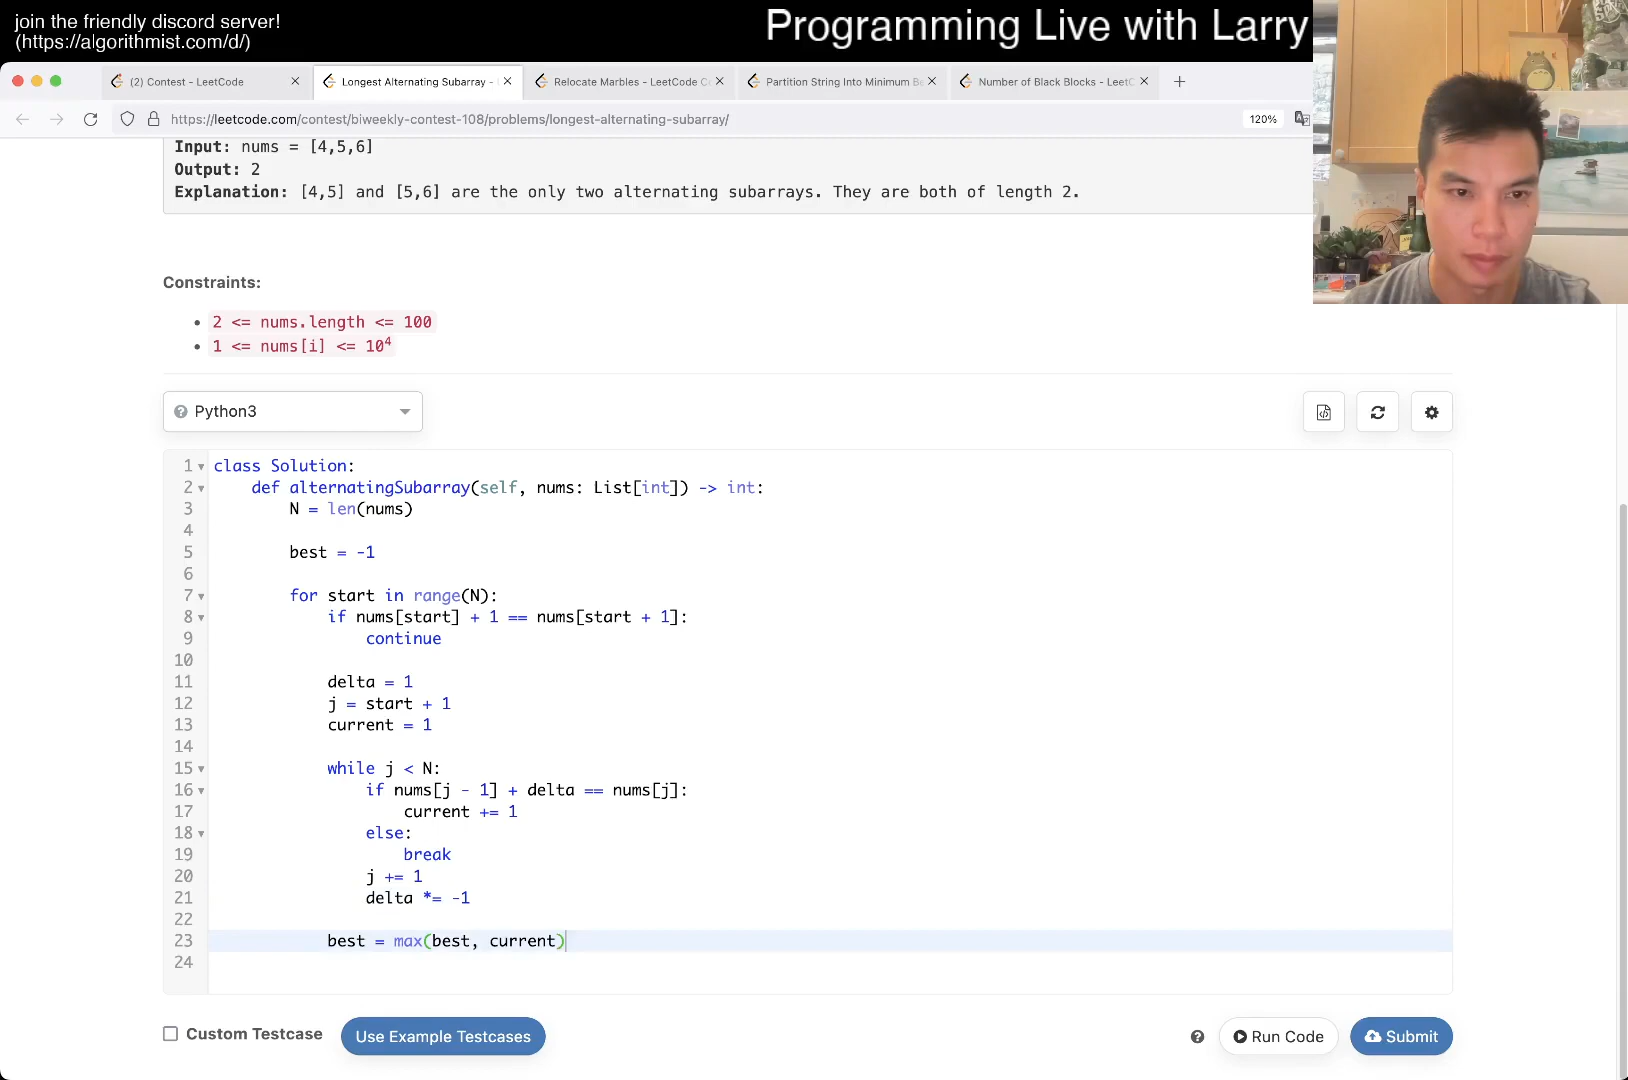 join the friendly discord server!
(https://algorithmist.com/d/)
Programming Live with Larry
(2) Contest - LeetCode
Longest Alternating Subarray -
Relocate Marbles - LeetCode C
Partition String Into Minimum B
Number of Black Blocks - LeetC
https://leetcode.com/contest/biweekly-contest-108/problems/longest-alternating-subarray/
120%
Input: nums = [4,5,6]
Output: 2
Explanation: [4,5] and [5,6] are the only two alternating subarrays. They are both of length 2.
Constraints:
• 2 <= nums.length <= 100
• 1 <= nums[i] <= 10⁴
Python3
1 class Solution:
2     def alternatingSubarray(self, nums: List[int]) -> int:
3         N = len(nums)
4
5         best = -1
6
7         for start in range(N):
8             if nums[start] + 1 == nums[start + 1]:
9                 continue
10
11             delta = 1
12             j = start + 1
13             current = 1
14
15             while j < N:
16                 if nums[j - 1] + delta == nums[j]:
17                     current += 1
18                 else:
19                     break
20                 j += 1
21                 delta *= -1
22
23             best = max(best, current)
24
Custom Testcase
Use Example Testcases
Run Code
Submit